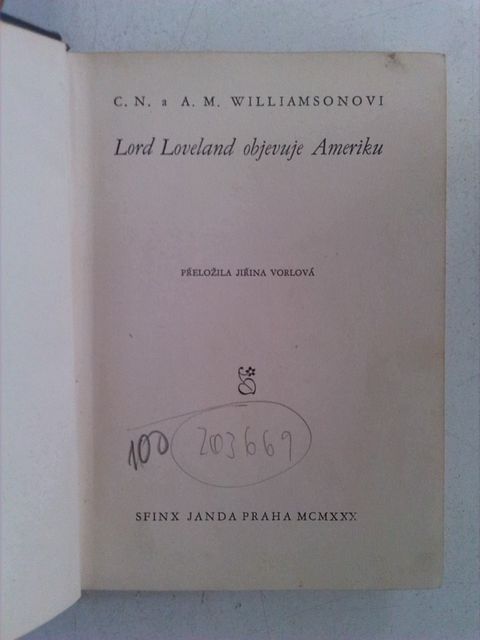 C. N. a A. M. WILLIAMSONOVI
Lord Loveland objevuje Ameriku
PŘELOŽILA JIŘINA VORLOVÁ
100 203669
SFINX JANDA PRAHA MCMXXX